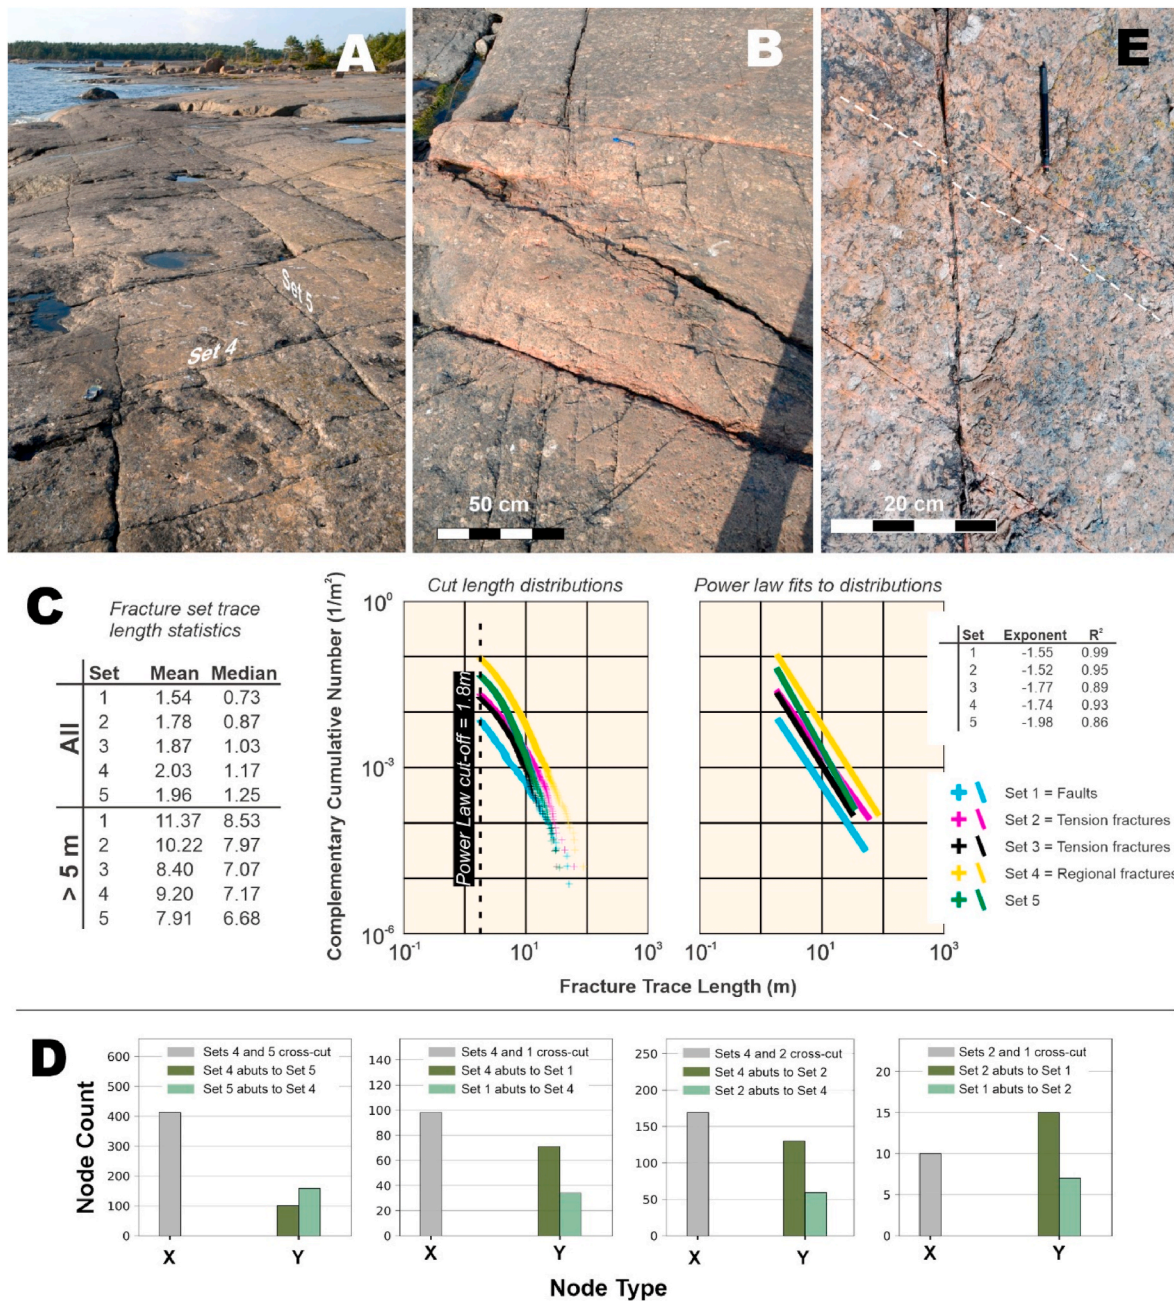 A
B
E
Set 5
Set 4
50 cm
20 cm
C
Fracture set trace
length statistics
Set Mean Median
All
1 1.54 0.73
2 1.78 0.87
3 1.87 1.03
4 2.03 1.17
5 1.96 1.25
> 5 m
1 11.37 8.53
2 10.22 7.97
3 8.40 7.07
4 9.20 7.17
5 7.91 6.68
Complementary Cumulative Number (1/m²)
Cut length distributions
10⁰
10⁻³
10⁻⁶
Power Law cut-off = 1.8m
10⁻¹ 10¹ 10³
Power law fits to distributions
10⁻¹ 10¹ 10³
Fracture Trace Length (m)
Set Exponent R²
1 -1.55 0.99
2 -1.52 0.95
3 -1.77 0.89
4 -1.74 0.93
5 -1.98 0.86
Set 1 = Faults
Set 2 = Tension fractures
Set 3 = Tension fractures
Set 4 = Regional fractures
Set 5
D
Node Count
600
500
400
300
200
100
0
Sets 4 and 5 cross-cut
Set 4 abuts to Set 5
Set 5 abuts to Set 4
X Y
140
120
100
80
60
40
20
0
Sets 4 and 1 cross-cut
Set 4 abuts to Set 1
Set 1 abuts to Set 4
X Y
250
200
150
100
50
0
Sets 4 and 2 cross-cut
Set 4 abuts to Set 2
Set 2 abuts to Set 4
X Y
20
15
10
5
0
Sets 2 and 1 cross-cut
Set 2 abuts to Set 1
Set 1 abuts to Set 2
X Y
Node Type